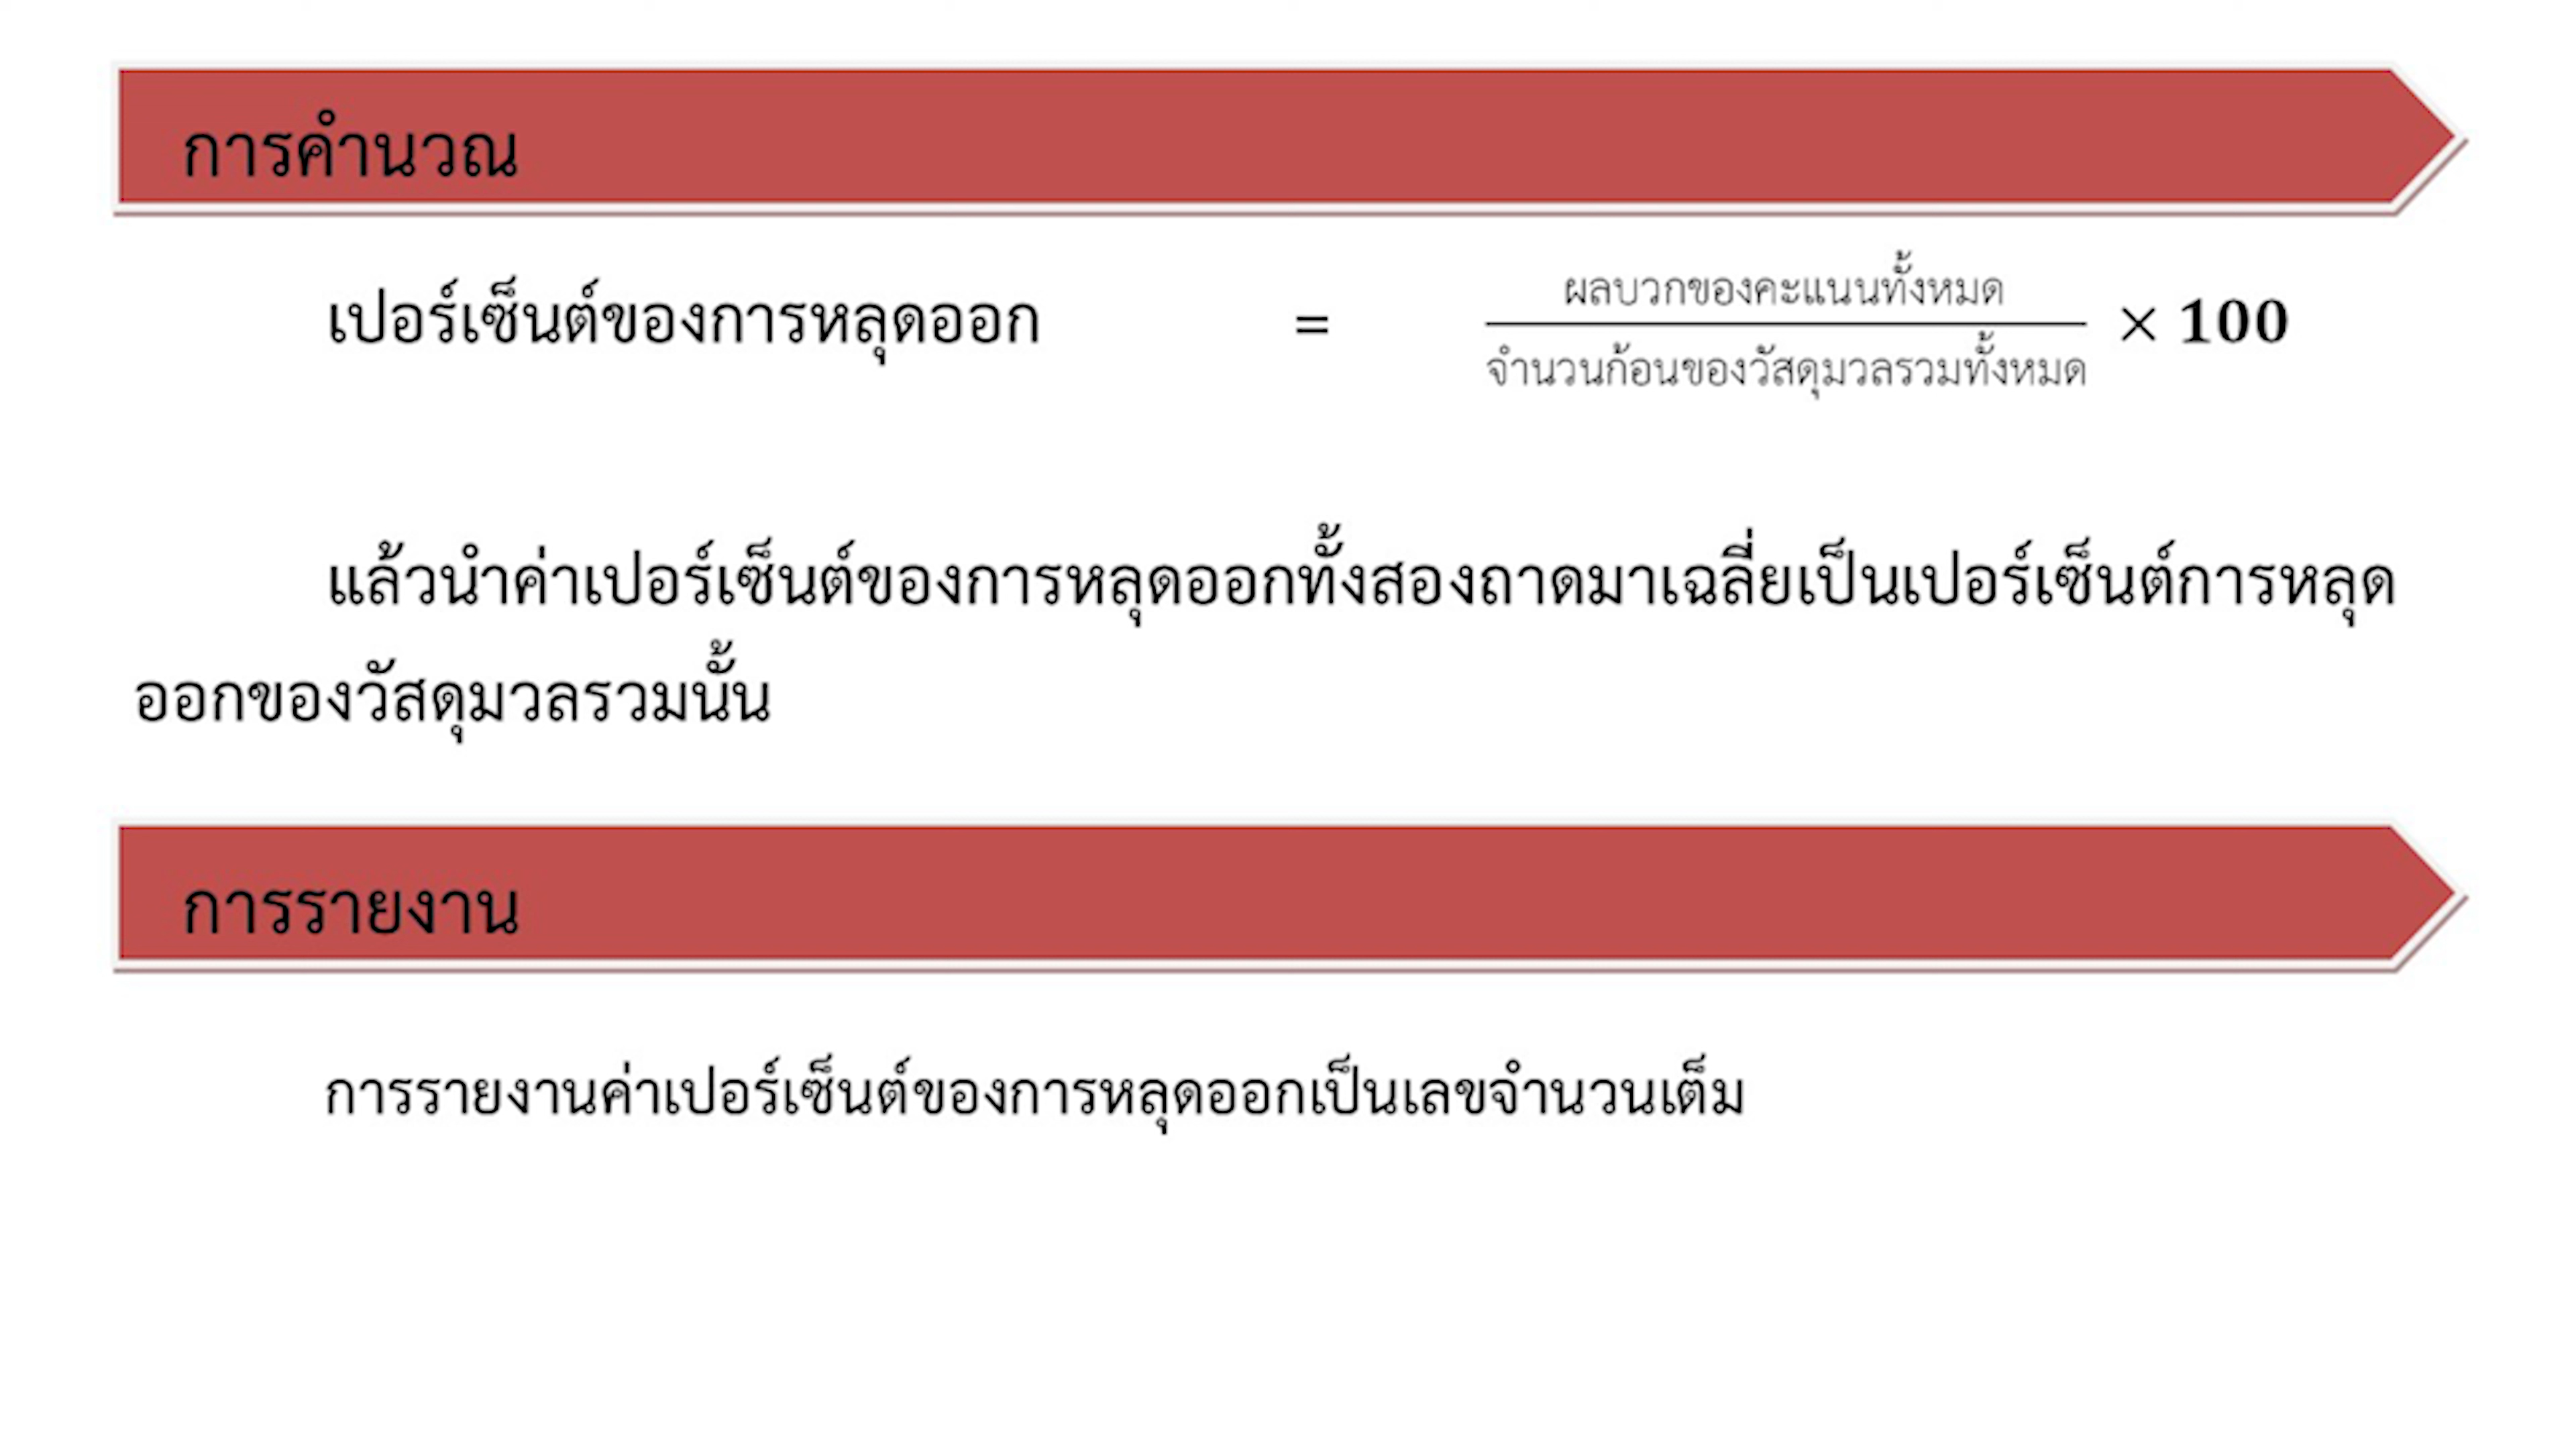 การคำนวณ
เปอร์เซ็นต์ของการหลุดออก = ผลบวกของคะแนนทั้งหมด
จำนวนก้อนของวัสดุมวลรวมทั้งหมด × 100
แล้วนำค่าเปอร์เซ็นต์ของการหลุดออกทั้งสองถาดมาเฉลี่ยเป็นเปอร์เซ็นต์การหลุด
ออกของวัสดุมวลรวมนั้น
การรายงาน
การรายงานค่าเปอร์เซ็นต์ของการหลุดออกเป็นเลขจำนวนเต็ม